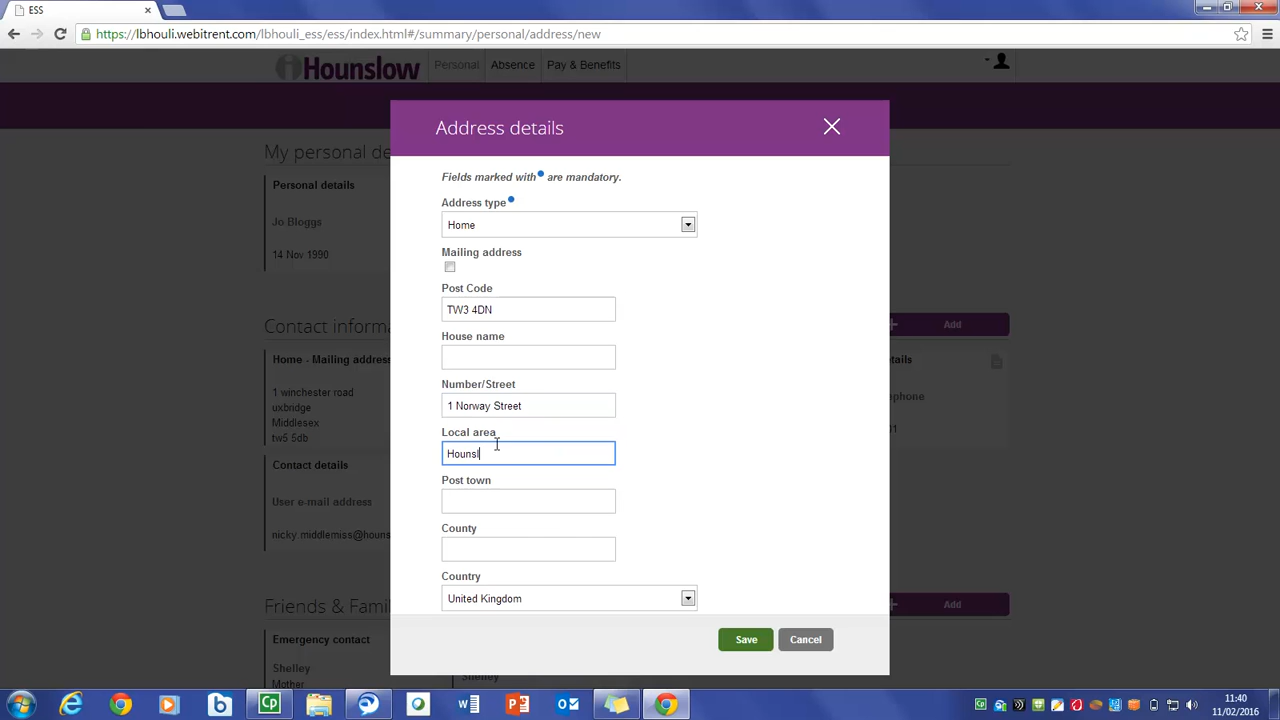 ESS
https://lbhouli.webitrent.com/lbhouli_ess/ess/index.html#/summary/personal/address/new
Hounslow Personal Absence Pay & Benefits
My personal de
Personal details
Jo Bloggs
14 Nov 1990
Contact informa
Home - Mailing address
1 winchester road
uxbridge
Middlesex
tw5 5db
Contact details
User e-mail address
nicky middlemiss@houns
Friends & Family
Emergency contact
Shelley
Mother
Address details
Fields marked with are mandatory.
Address type
Home
Mailing address
Post Code
TW3 4DN
House name
Number/Street
1 Norway Street
Local area
Hounsl
Post town
County
Country
United Kingdom
Save Cancel
Add
etails
ephone
Add
11:40
11/02/2016